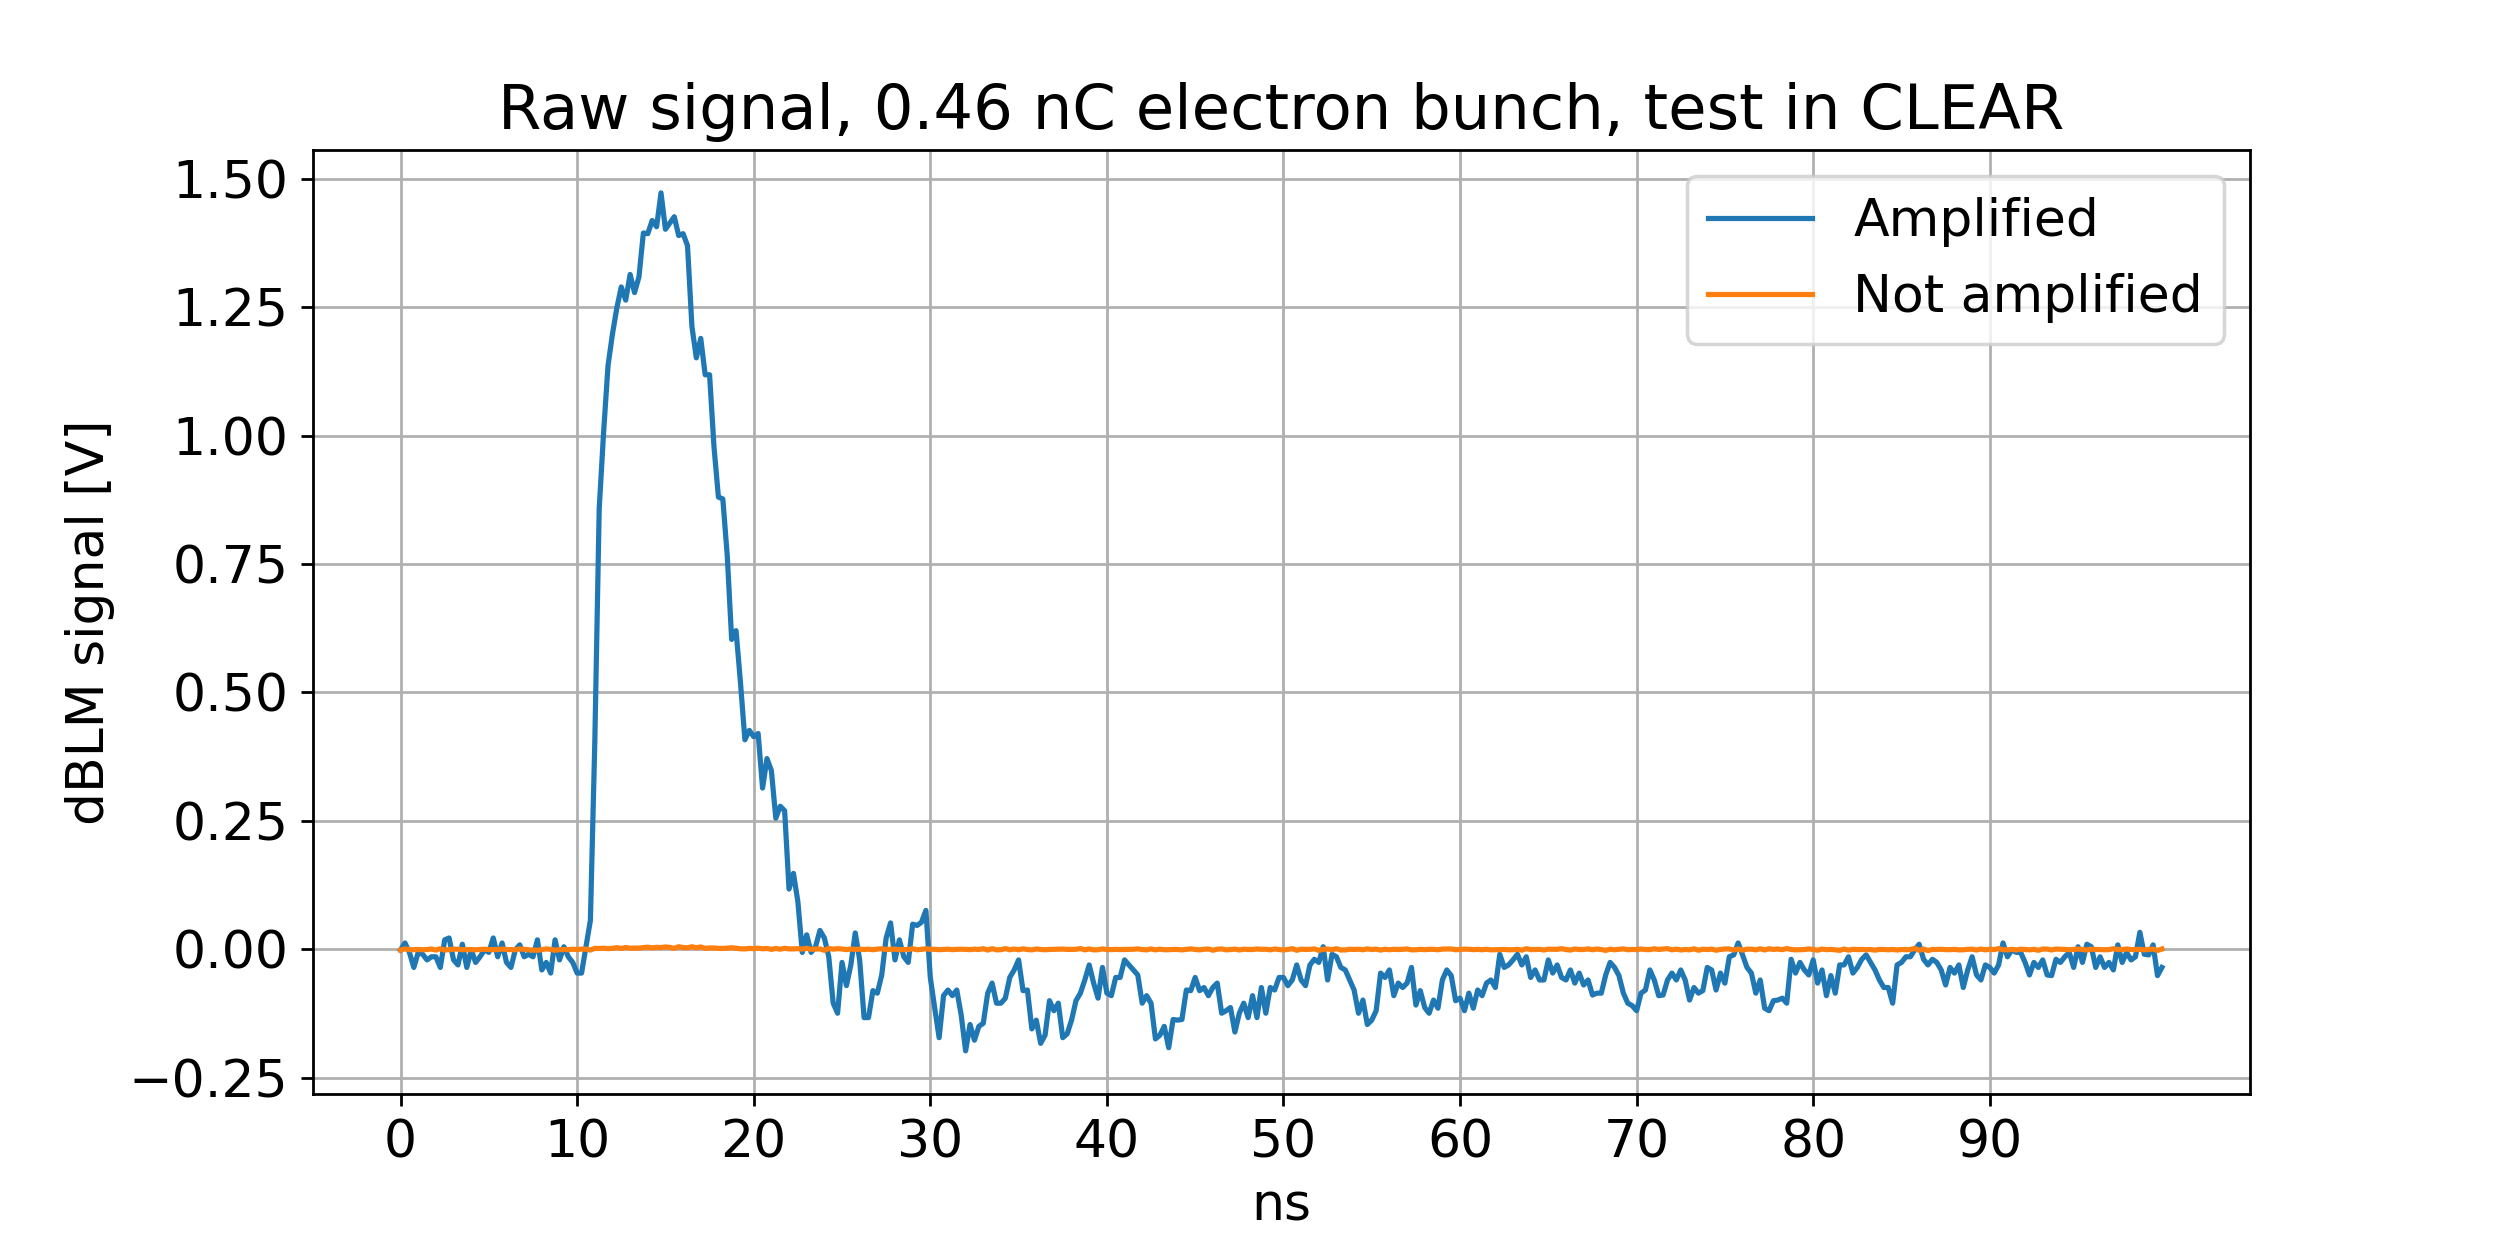 Raw signal, 0.46 nC electron bunch, test in CLEAR
Amplified
Not amplified
dBLM signal [V]
1.50
1.25
1.00
0.75
0.50
0.25
0.00
−0.25
0 10 20 30 40 50 60 70 80 90
ns